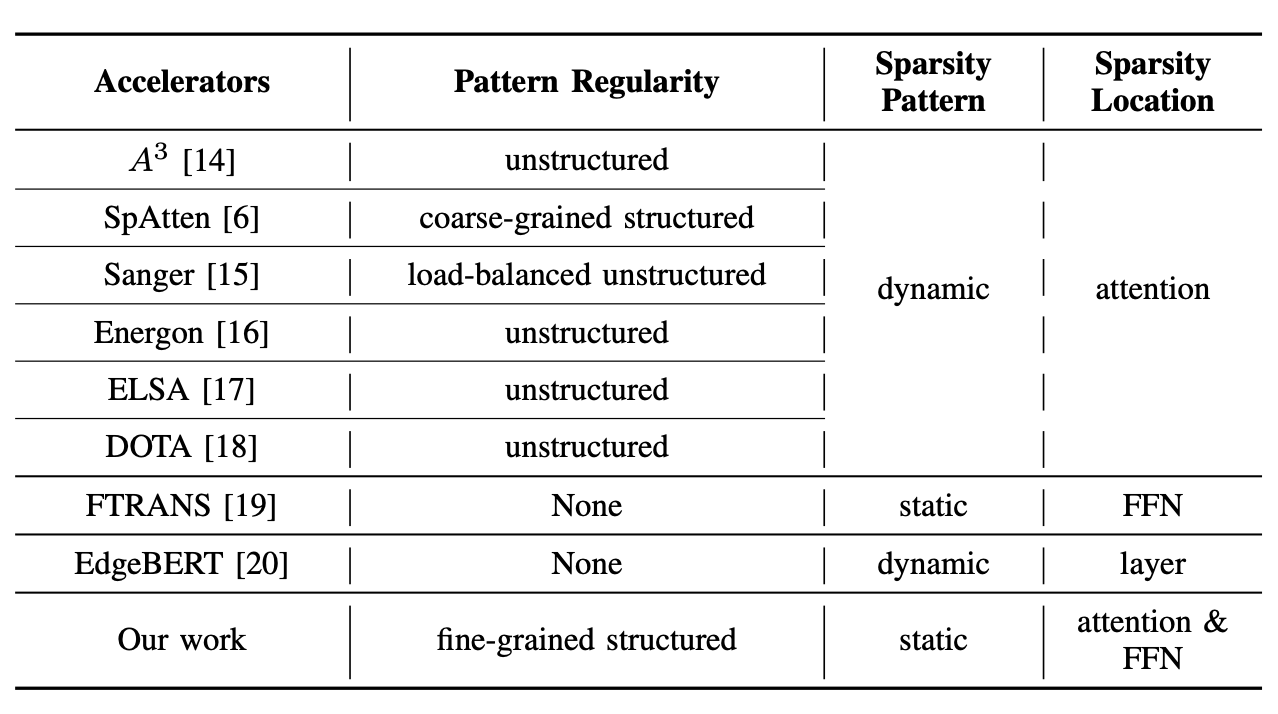 Accelerators Pattern Regularity Sparsity Pattern Sparsity Location
A³ [14] unstructured
SpAtten [6] coarse-grained structured
Sanger [15] load-balanced unstructured
dynamic attention
Energon [16] unstructured
ELSA [17] unstructured
DOTA [18] unstructured
FTRANS [19] None static FFN
EdgeBERT [20] None dynamic layer
Our work fine-grained structured static attention & FFN